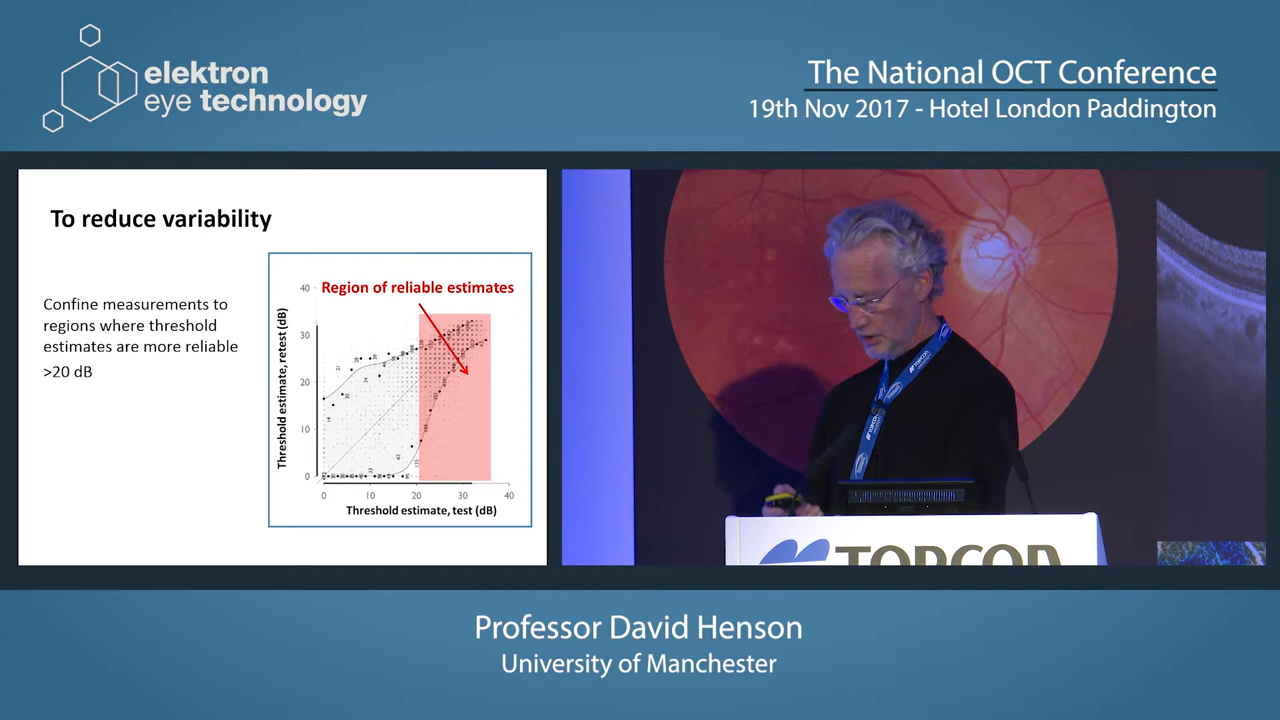 elektron
eye technology
The National OCT Conference
19th Nov 2017 - Hotel London Paddington
To reduce variability
Confine measurements to
regions where threshold
estimates are more reliable
>20 dB
Region of reliable estimates
Threshold estimate, retest (dB)
40
30
20
10
0
0
10
20
30
40
Threshold estimate, test (dB)
TOPCON
TOPCON
Professor David Henson
University of Manchester